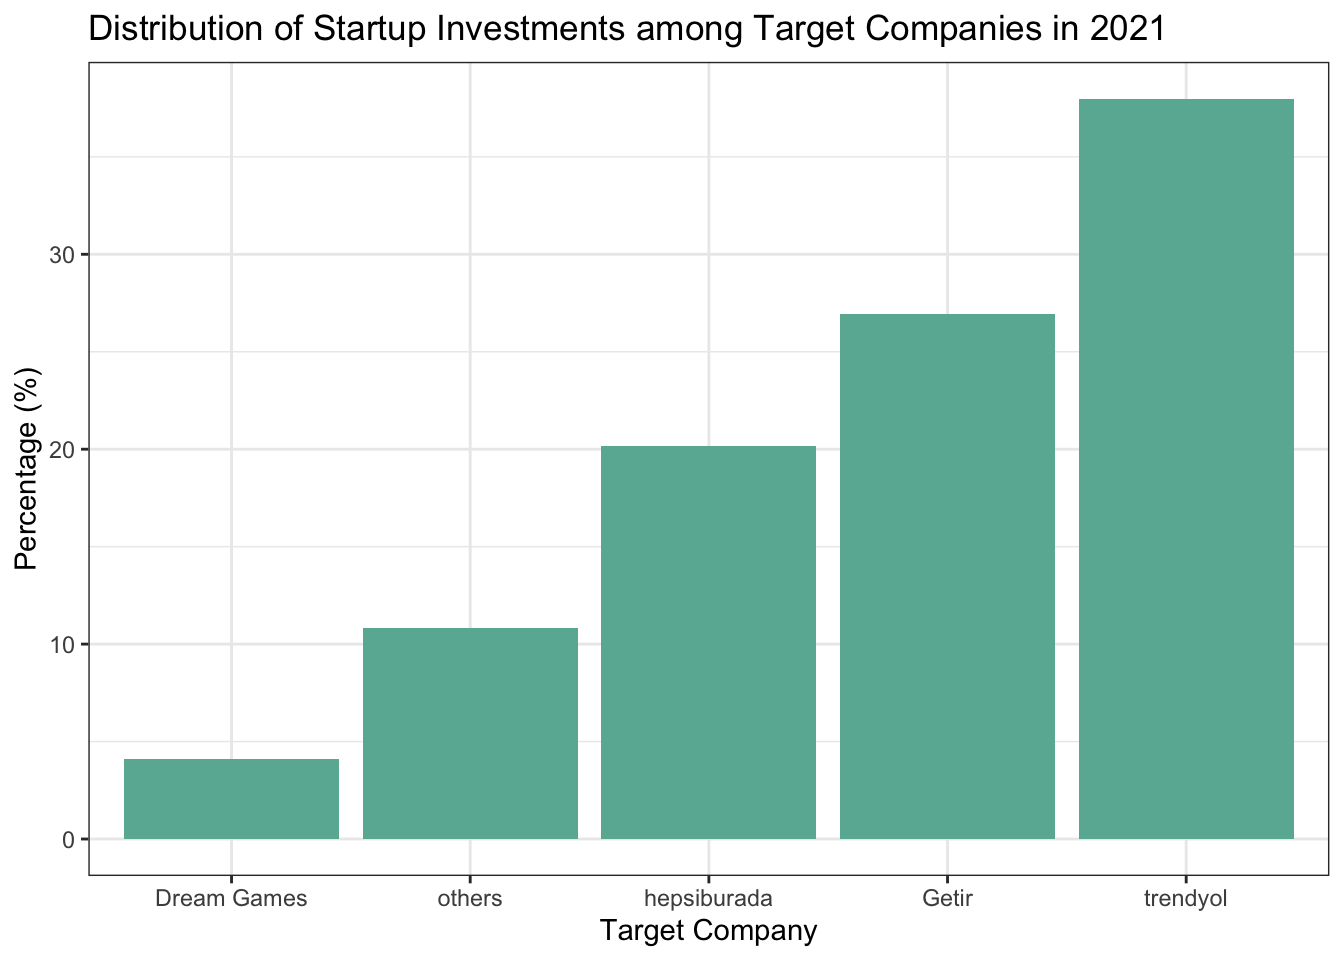 Distribution of Startup Investments among Target Companies in 2021
Percentage (%)
30
20
10
0
Dream Games others hepsiburada Getir trendyol
Target Company